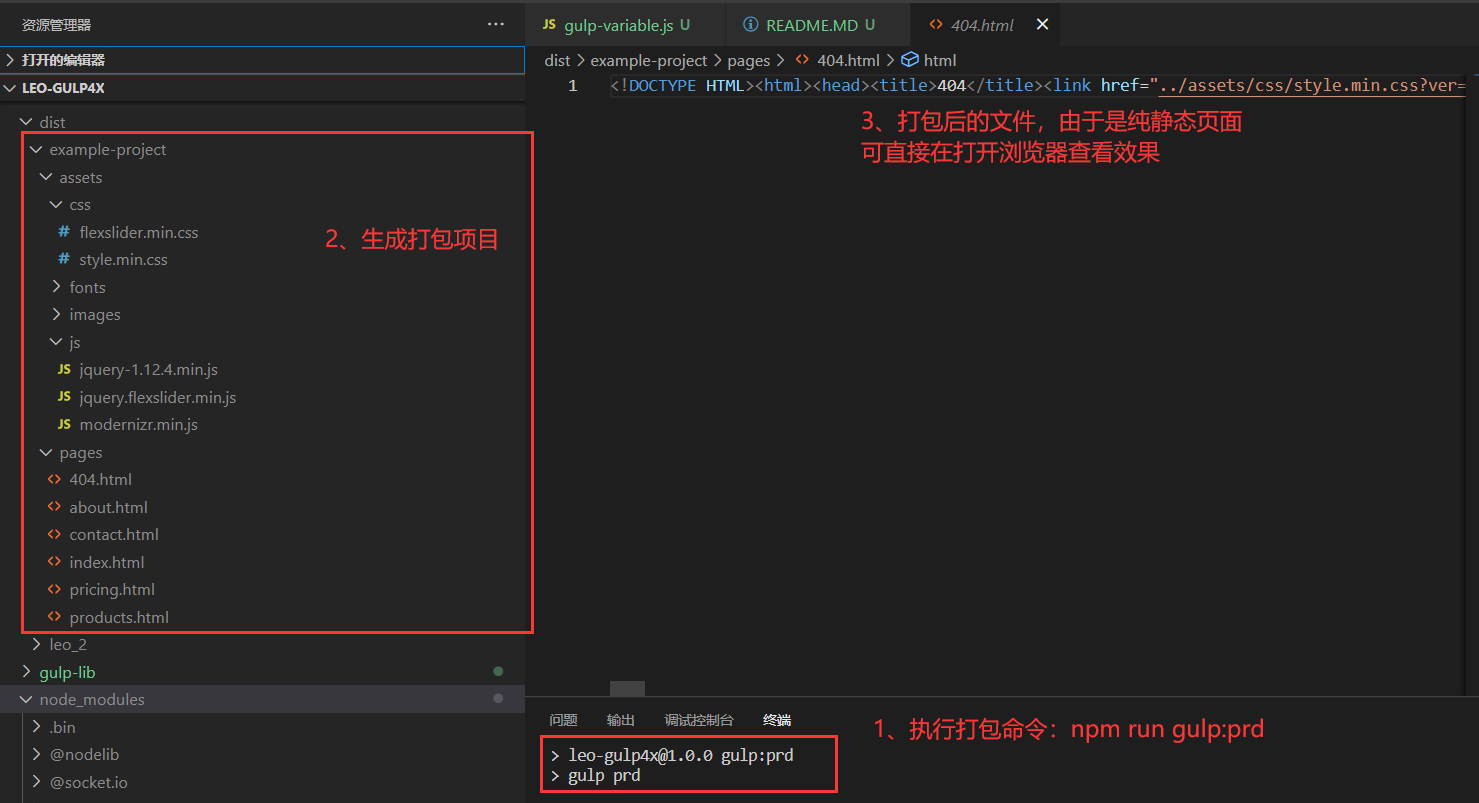 资源管理器
···
打开的编辑器
LEO-GULP4X
dist
example-project
assets
css
# flexslider.min.css
# style.min.css
fonts
images
js
JS jquery-1.12.4.min.js
JS jquery.flexslider.min.js
JS modernizr.min.js
pages
<> 404.html
<> about.html
<> contact.html
<> index.html
<> pricing.html
<> products.html
leo_2
gulp-lib
node_modules
.bin
@nodelib
@socket.io
2、生成打包项目
JS gulp-variable.js U
README.MD U
<> 404.html
dist > example-project > pages > <> 404.html > html
1 <!DOCTYPE HTML><html><head><title>404</title><link href="../assets/css/style.min.css?ver=
3、打包后的文件，由于是纯静态页面
可直接在打开浏览器查看效果
问题 输出 调试控制台 终端
1、执行打包命令：npm run gulp:prd
> leo-gulp4x@1.0.0 gulp:prd
> gulp prd